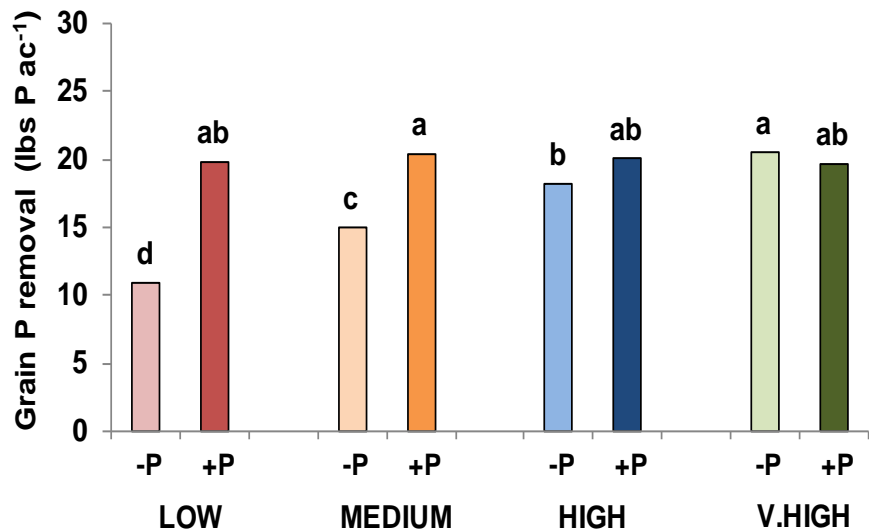 Grain P removal (lbs P ac⁻¹)
30
25
20
15
10
5
0
d
ab
c
a
b
ab
a
ab
-P +P -P +P -P +P -P +P
LOW MEDIUM HIGH V.HIGH